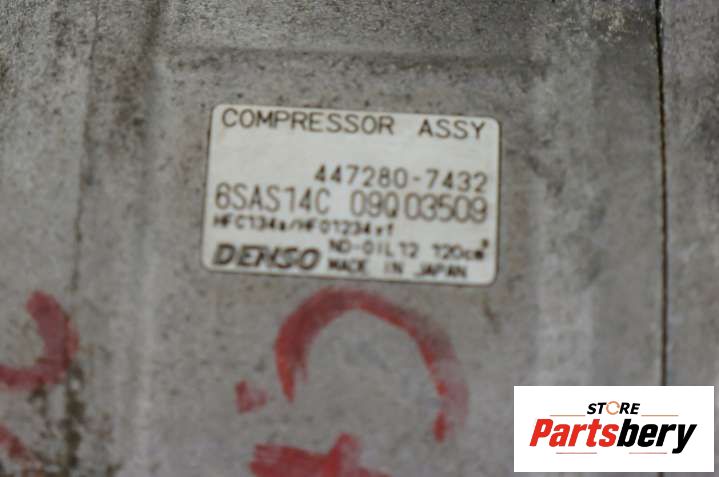 COMPRESSOR ASSY
447280-7432
6SAS14C 09Q03509
HFC134a/HFO1234yf
ND-OIL12 120cm³
DENSO MADE IN JAPAN
STORE
Partsbery